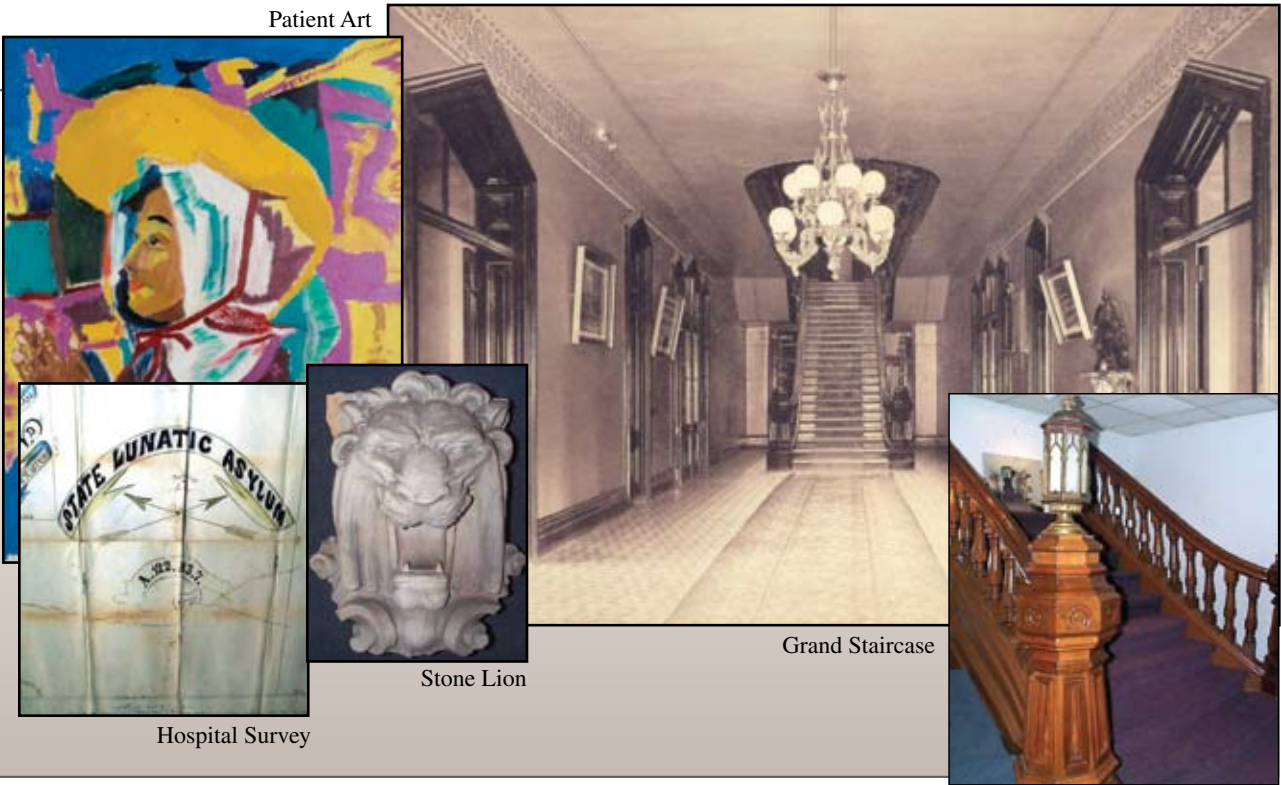 Patient Art
STATE LUNATIC ASYLUM
Stone Lion
Grand Staircase
Hospital Survey